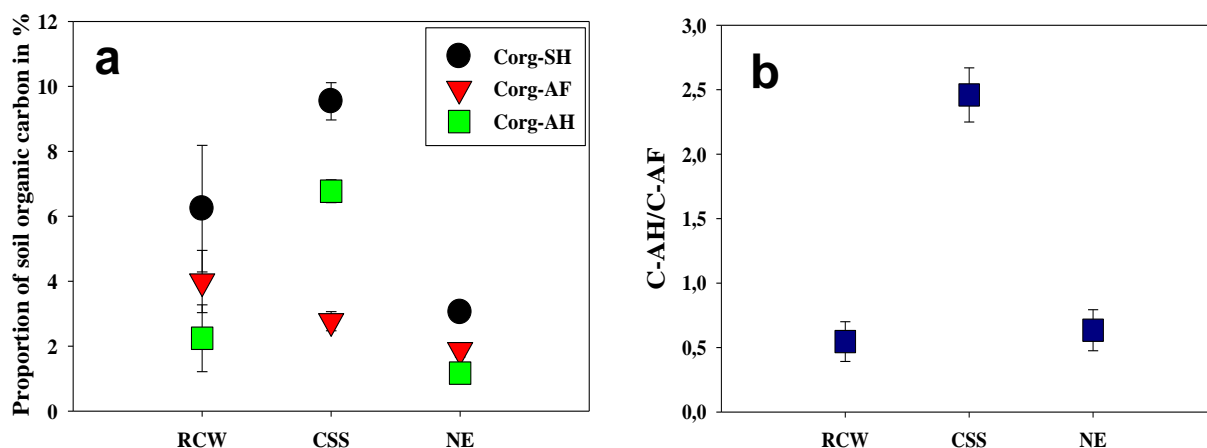 a
Proportion of soil organic carbon in %
12
10
8
6
4
2
0
Corg-SH
Corg-AF
Corg-AH
RCW CSS NE
b
C-AH/C-AF
3,0
2,5
2,0
1,5
1,0
0,5
0,0
RCW CSS NE